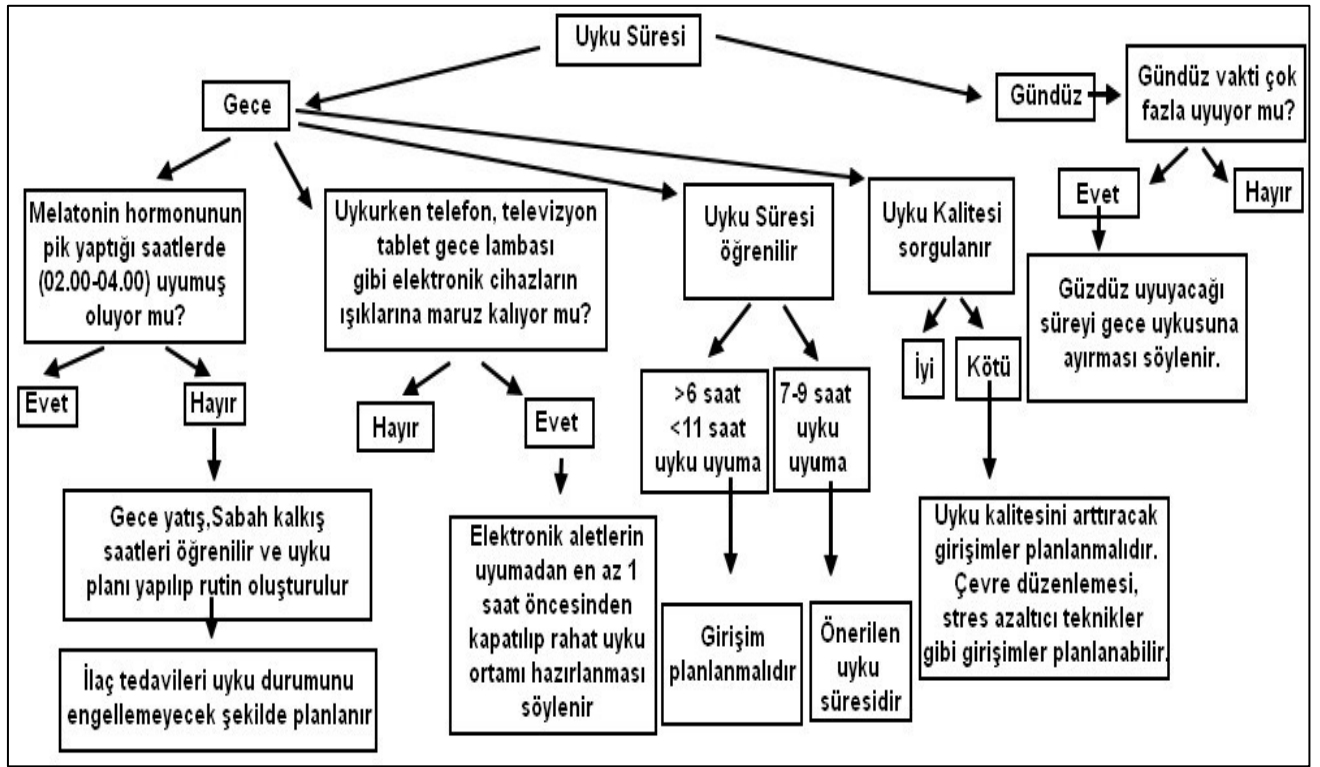 Uyku Süresi
Gece
Gündüz
Gündüz vakti çok
fazla uyuyor mu?
Evet
Hayır
Güzdüz uyuyacağı
süreyi gece uykusuna
ayırması söylenir.
Melatonin hormonunun
pik yaptığı saatlerde
(02.00-04.00) uyumuş
oluyor mu?
Evet
Hayır
Gece yatış,Sabah kalkış
saatleri öğrenilir ve uyku
planı yapılıp rutin oluşturulur
İlaç tedavileri uyku durumunu
engellemeyecek şekilde planlanır
Uykurken telefon, televizyon
tablet gece lambası
gibi elektronik cihazların
ışıklarına maruz kalıyor mu?
Hayır
Evet
Elektronik aletlerin
uyumadan en az 1
saat öncesinden
kapatılıp rahat uyku
ortamı hazırlanması
söylenir
Uyku Süresi
öğrenilir
>6 saat
<11 saat
uyku uyuma
7-9 saat
uyku
uyuma
Girişim
planlanmalıdır
Önerilen
uyku
süresidir
Uyku Kalitesi
sorgulanır
İyi
Kötü
Uyku kalitesini arttıracak
girişimler planlanmalıdır.
Çevre düzenlemesi,
stres azaltıcı teknikler
gibi girişimler planlanabilir.